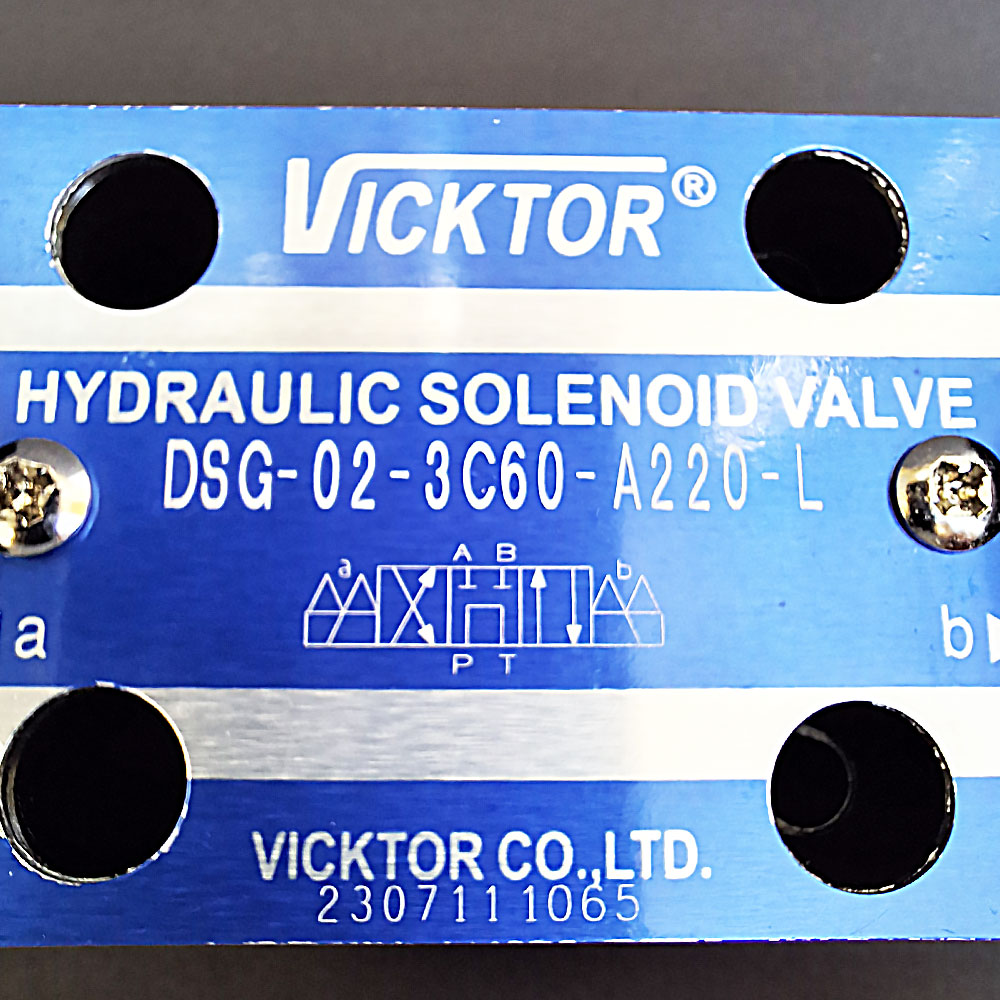 VICKTOR®
HYDRAULIC SOLENOID VALVE
DSG-02-3C60-A220-L
A B
a b
P T
a b
VICKTOR CO.,LTD.
2307111065